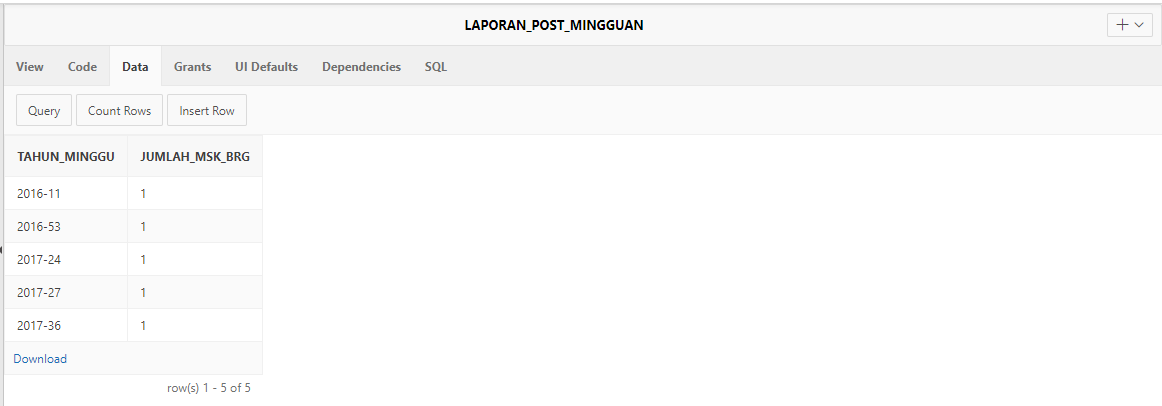 LAPORAN_POST_MINGGUAN
View Code Data Grants UI Defaults Dependencies SQL
Query Count Rows Insert Row
TAHUN_MINGGU JUMLAH_MSK_BRG
2016-11 1
2016-53 1
2017-24 1
2017-27 1
2017-36 1
Download
row(s) 1 - 5 of 5